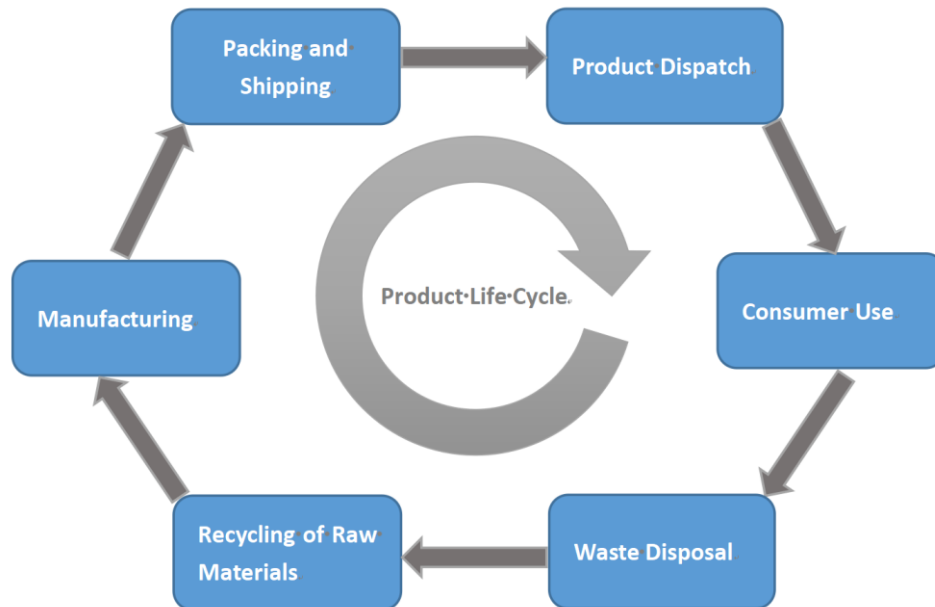 Packing and
Shipping
Product Dispatch
Manufacturing
Product Life Cycle
Consumer Use
Recycling of Raw
Materials
Waste Disposal